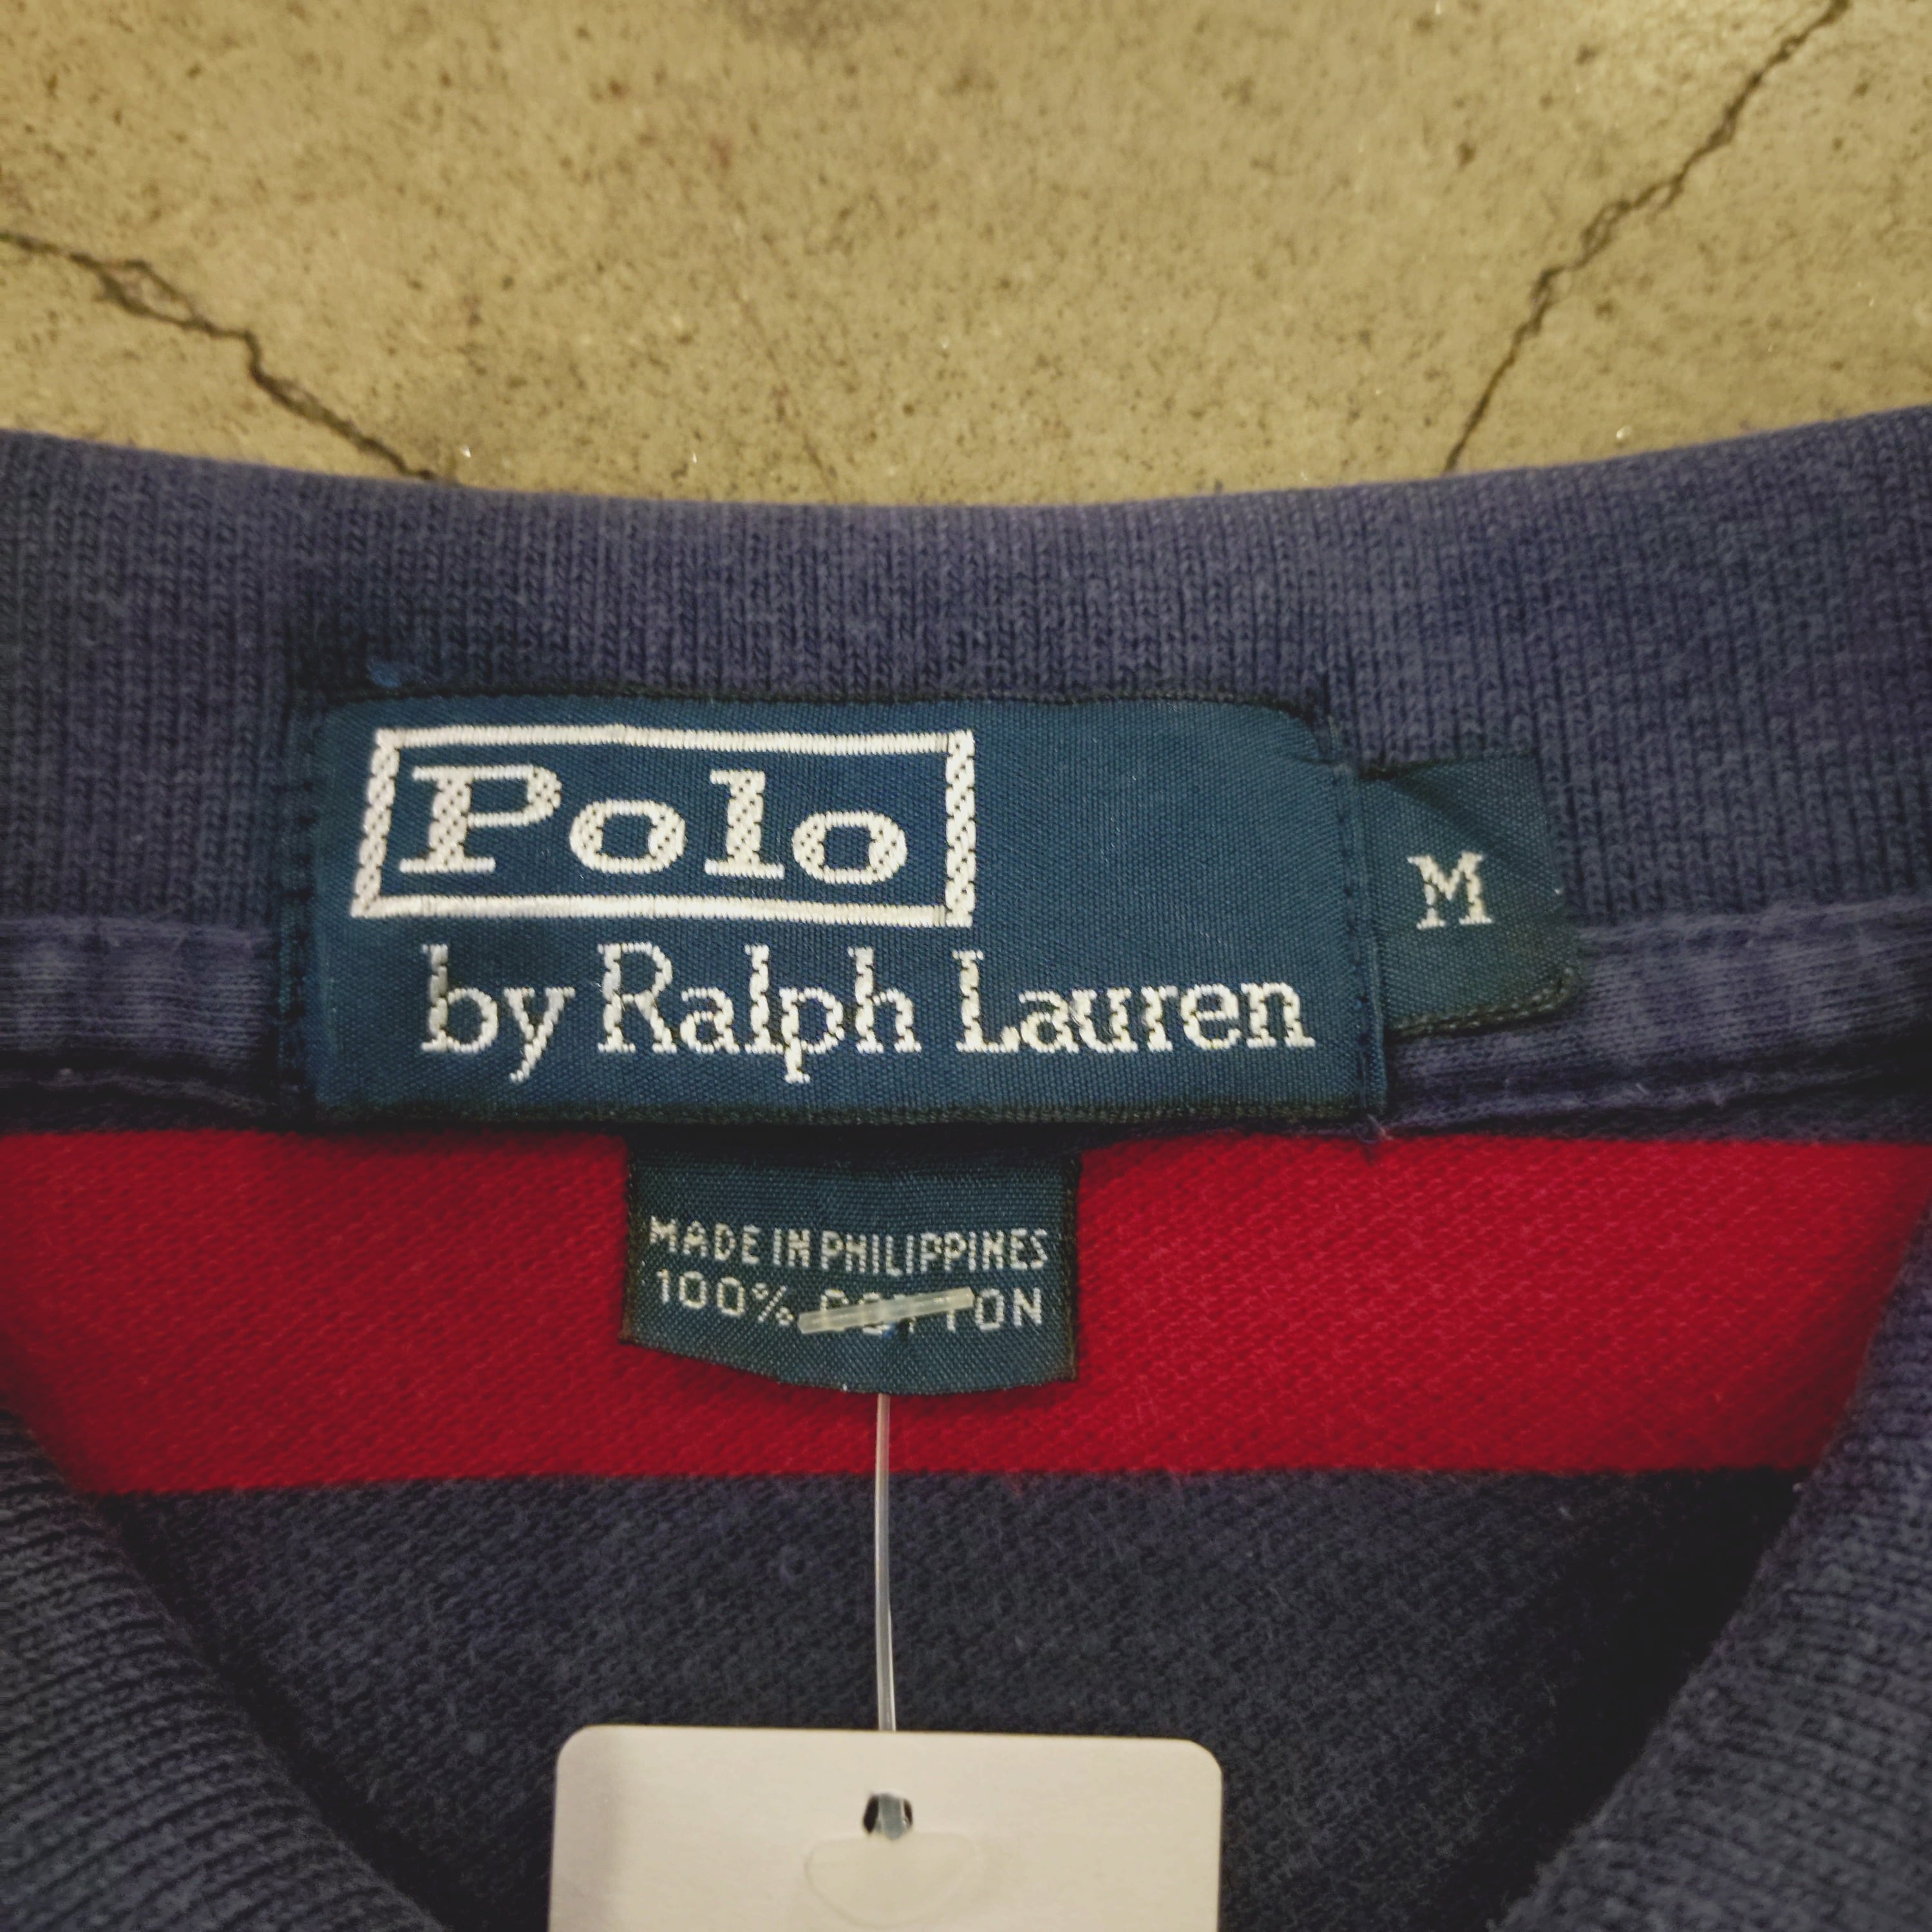 Polo
by Ralph Lauren
M
MADE IN PHILIPPINES
100% COTTON